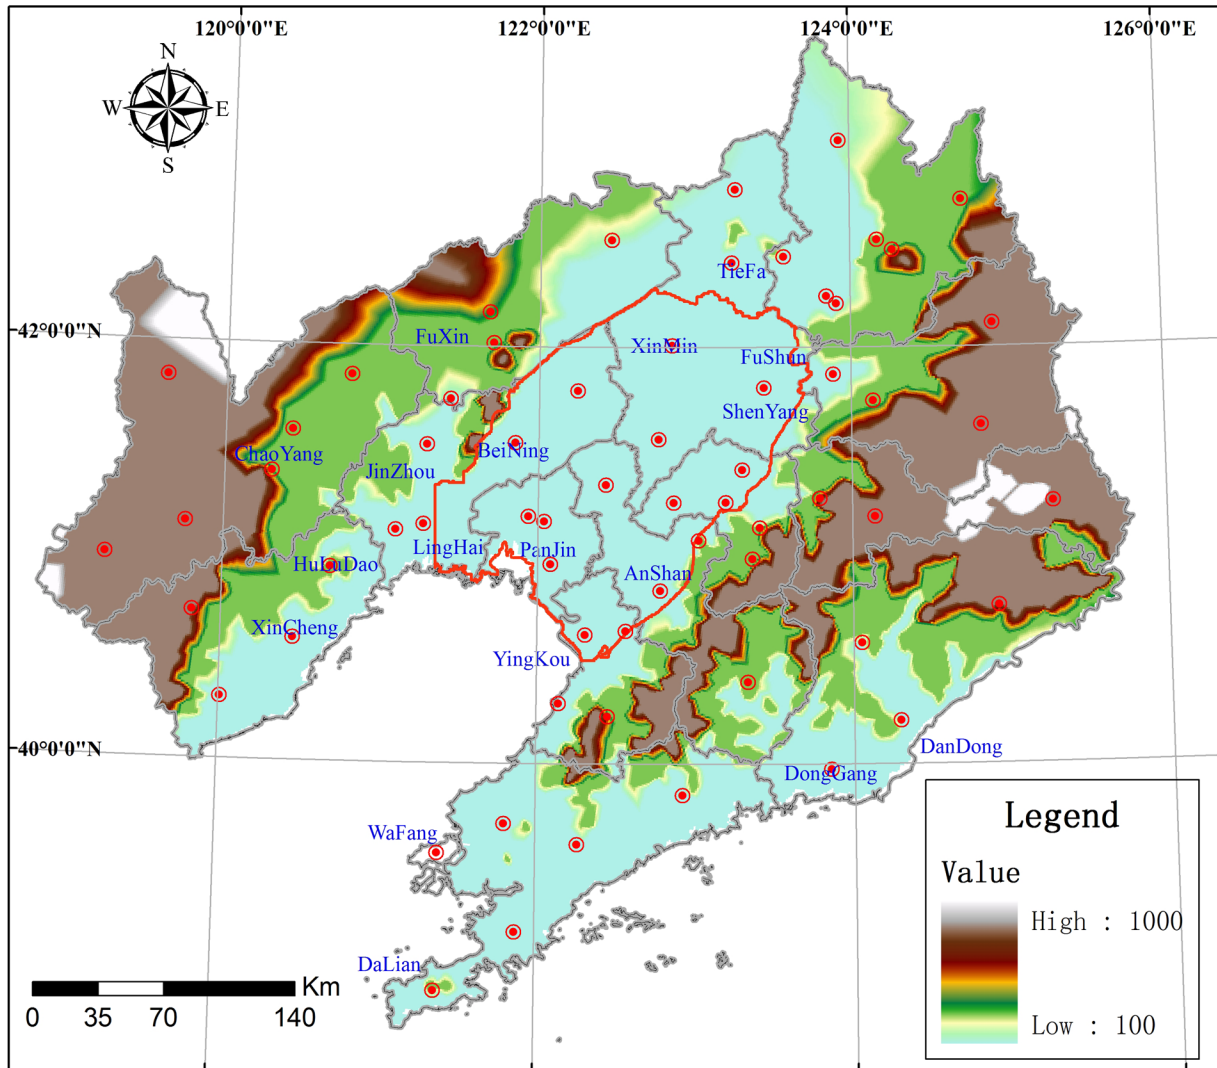 120°0'0"E 122°0'0"E 124°0'0"E 126°0'0"E
N
W E
S
TieFa
42°0'0"N
FuXin
XinMin
FuShun
ShenYang
ChaoYang
BeiNing
JinZhou
LingHai
PanJin
HuLuDao
AnShan
XinCheng
YingKou
40°0'0"N
DanDong
DongGang
WaFang
DaLian
Legend
Value
High : 1000
Low : 100
Km
0 35 70 140